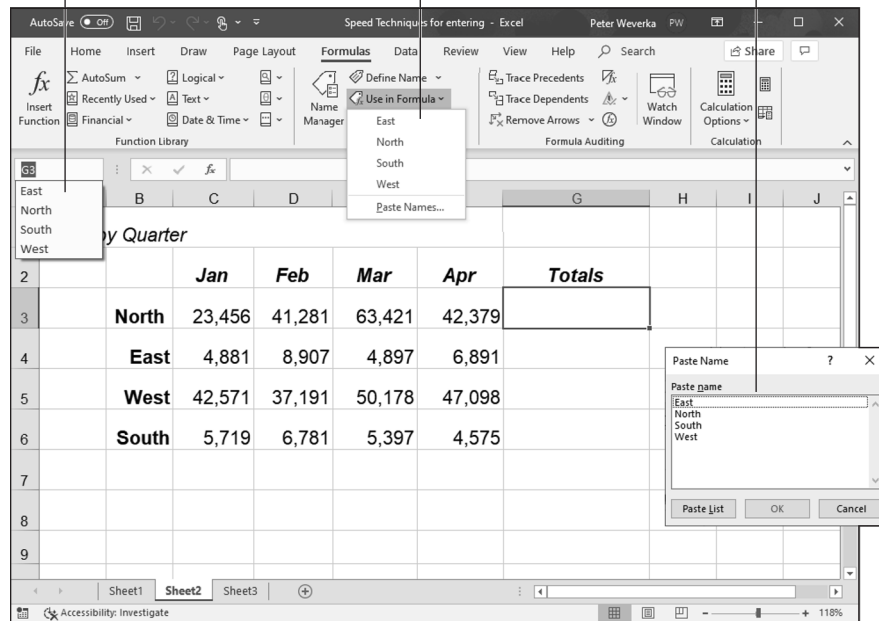 AutoSave Off Speed Techniques for entering - Excel Peter Weverka PW
File Home Insert Draw Page Layout Formulas Data Review View Help Search Share
fx Insert Function
AutoSum
Recently Used
Financial
Logical
Text
Date & Time
Function Library
Name Manager
Define Name
Use in Formula
East
North
South
West
Paste Names...
Trace Precedents
Trace Dependents
Remove Arrows
fx
Formula Auditing
Watch Window
Calculation Options
Calculation
G3 fx
East
North
South
West
B C D G H I J
by Quarter
2 Jan Feb Mar Apr Totals
3 North 23,456 41,281 63,421 42,379
4 East 4,881 8,907 4,897 6,891
5 West 42,571 37,191 50,178 47,098
6 South 5,719 6,781 5,397 4,575
7
8
9
Paste Name ? X
Paste name
East
North
South
West
Paste List OK Cancel
Sheet1 Sheet2 Sheet3
Accessibility: Investigate 118%